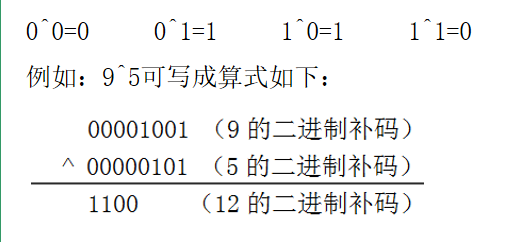 0^0=0 0^1=1 1^0=1 1^1=0
例如：9^5可写成算式如下：
00001001 （9 的二进制补码）
^ 00000101 （5 的二进制补码）
1100 （12 的二进制补码）